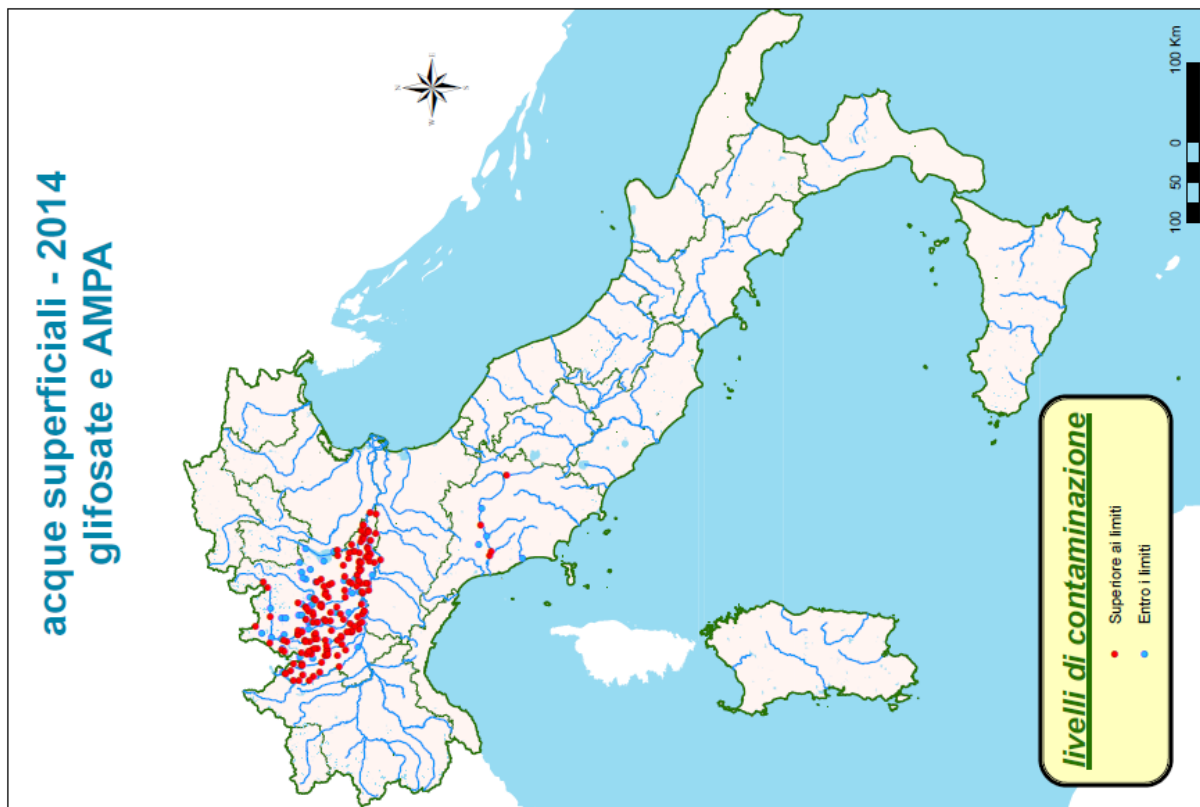 acque superficiali - 2014
glifosate e AMPA
N
E
S
W
livelli di contaminazione
Superiore ai limiti
Entro i limiti
100 50 0 100 Km